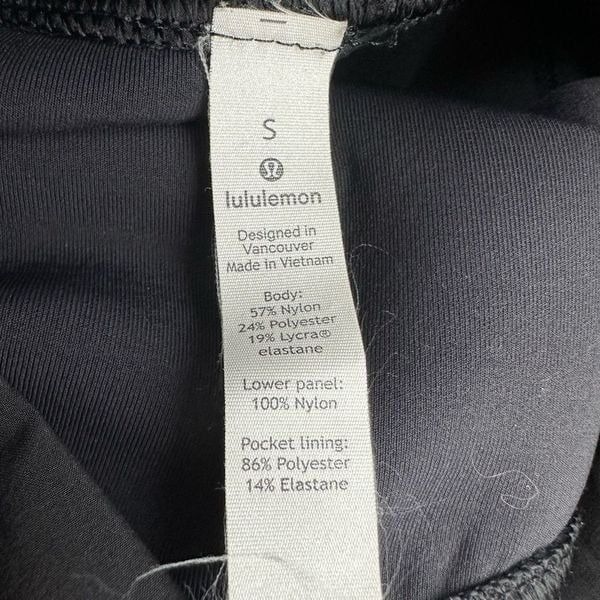 S
lululemon
Designed in
Vancouver
Made in Vietnam
Body:
57% Nylon
24% Polyester
19% Lycra®
elastane
Lower panel:
100% Nylon
Pocket lining:
86% Polyester
14% Elastane